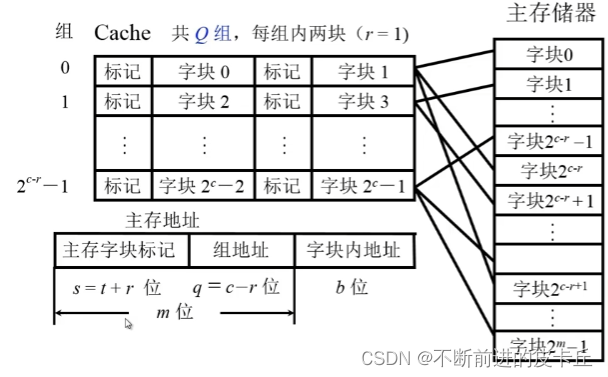 组 Cache 共 Q 组，每组内两块（r = 1）
主存储器
0 标记 字块 0 标记 字块 1
1 标记 字块 2 标记 字块 3
⋮ ⋮ ⋮ ⋮
2^c-r－1 标记 字块 2^c－2 标记 字块 2^c－1
字块0
字块1
⋮
字块2^c-r－1
字块2^c-r
字块2^c-r＋1
⋮
字块2^c-r+1
⋮
字块2^m－1
主存地址
主存字块标记 组地址 字块内地址
s = t + r 位 q = c－r 位 b 位
m 位
CSDN @不断前进的皮卡丘